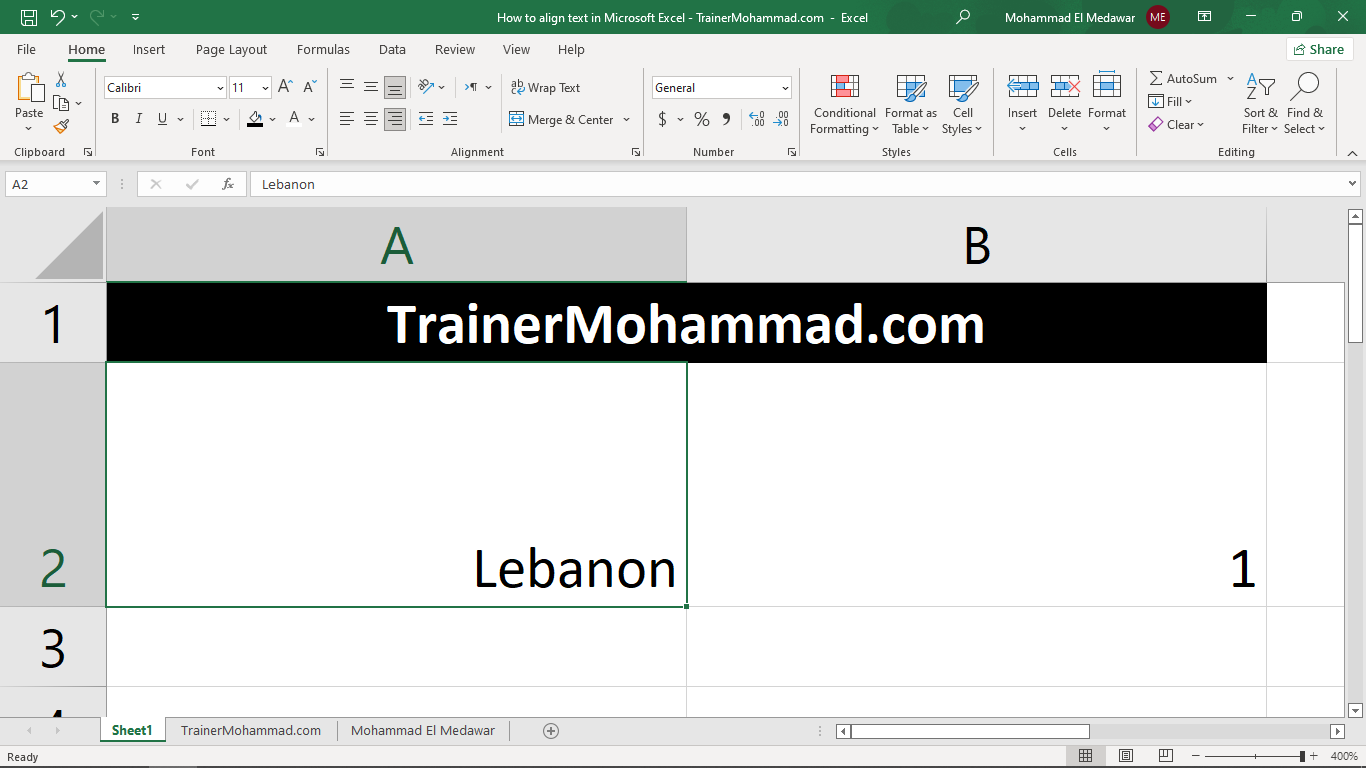 How to align text in Microsoft Excel - TrainerMohammad.com - Excel
Mohammad El Medawar ME
File Home Insert Page Layout Formulas Data Review View Help Share
Paste
Clipboard
Calibri 11
B I U A
Font
ab Wrap Text
Merge & Center
Alignment
General
$ % 9
Number
Conditional Formatting
Format as Table
Cell Styles
Styles
Insert Delete Format
Cells
AutoSum
Fill
Clear
Sort & Filter
Find & Select
Editing
A2 fx Lebanon
A B
1 TrainerMohammad.com
2 Lebanon 1
3
Sheet1 TrainerMohammad.com Mohammad El Medawar
Ready 400%